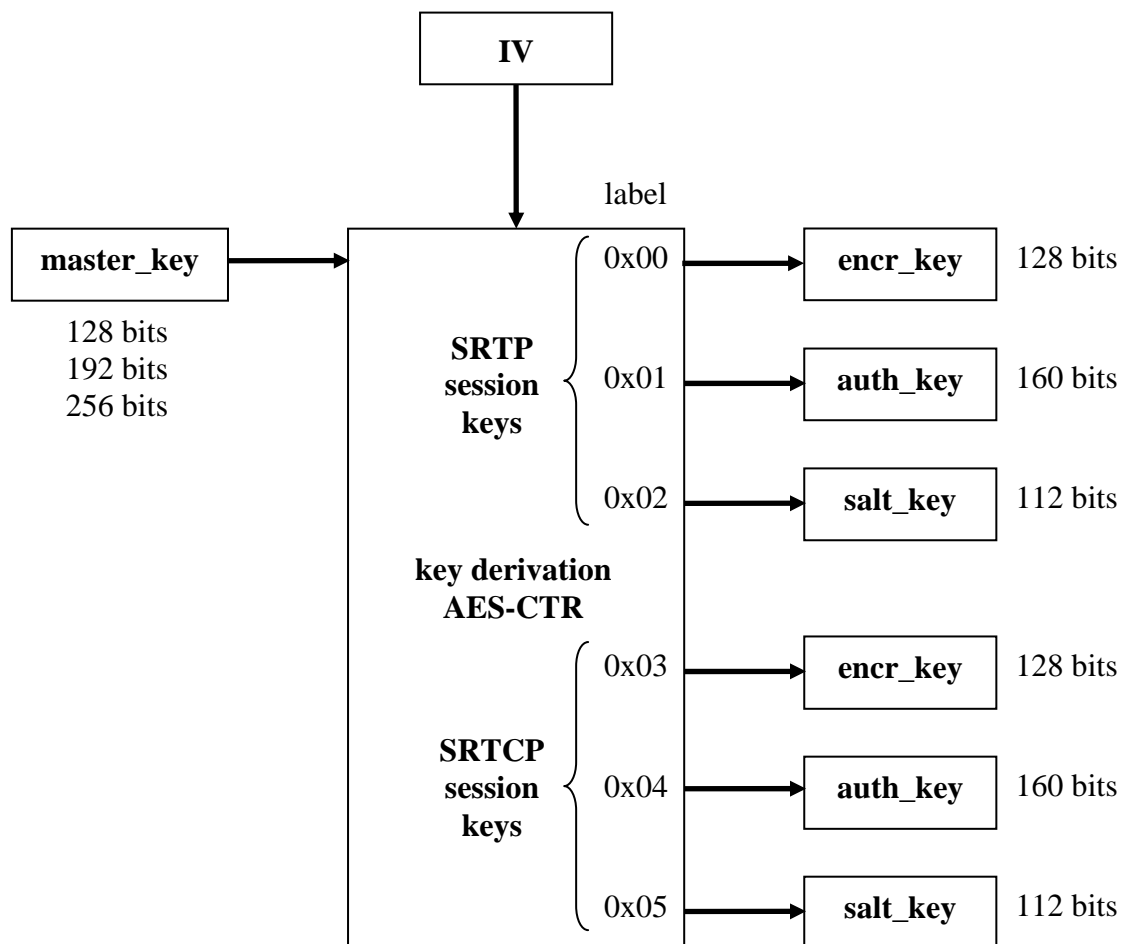 IV
label
master_key
0x00
encr_key
128 bits
128 bits
192 bits
256 bits
SRTP
session
keys
0x01
auth_key
160 bits
0x02
salt_key
112 bits
key derivation
AES-CTR
0x03
encr_key
128 bits
SRTCP
session
keys
0x04
auth_key
160 bits
0x05
salt_key
112 bits